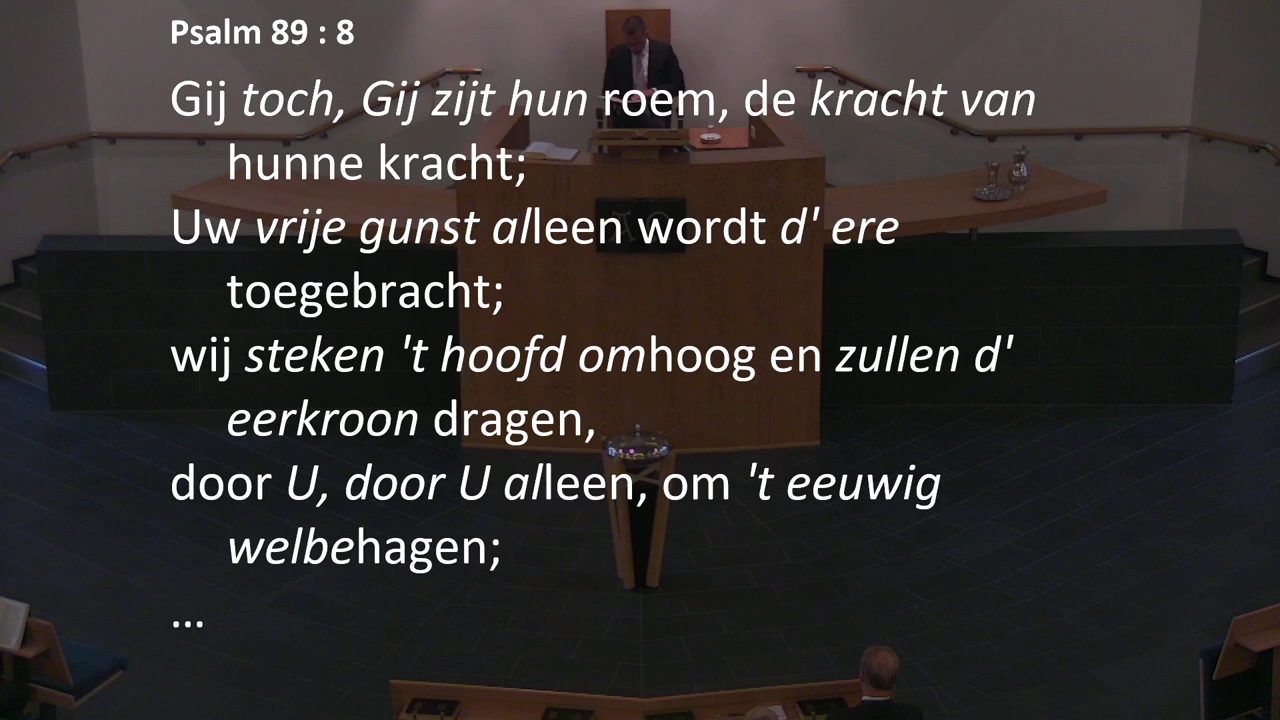 Psalm 89 : 8
Gij toch, Gij zijt hun roem, de kracht van
hunne kracht;
Uw vrije gunst alleen wordt d' ere
toegebracht;
wij steken 't hoofd omhoog en zullen d'
eerkroon dragen,
door U, door U alleen, om 't eeuwig
welbehagen;
...